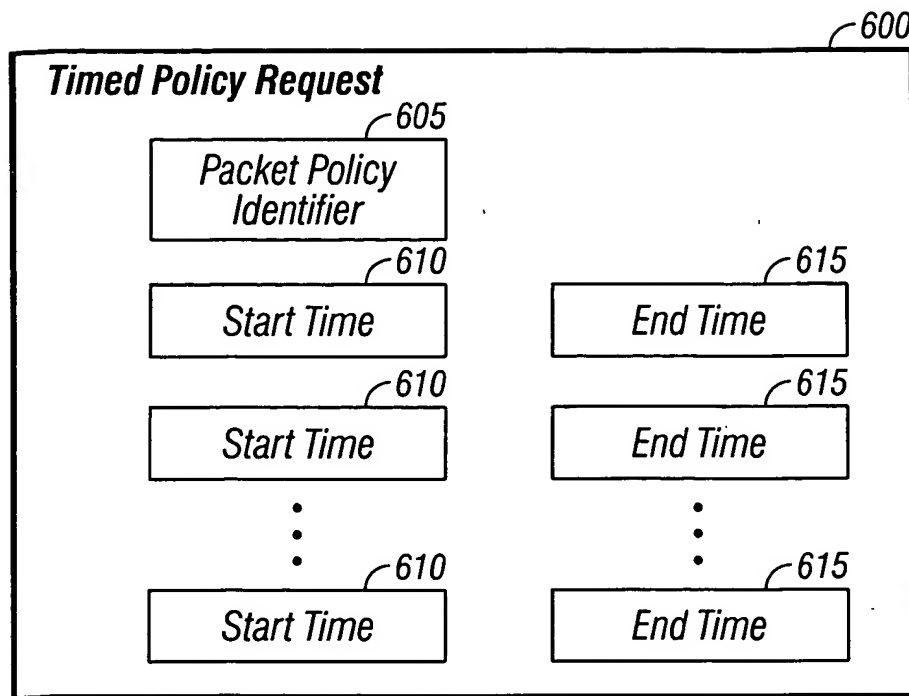 600
Timed Policy Request
605
Packet Policy
Identifier
610
615
Start Time
End Time
610
615
Start Time
End Time
610
615
Start Time
End Time